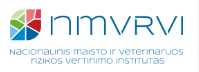 NMVRVI
NACIONALINIS MAISTO IR VETERINARIJOS
RIZIKOS VERTINIMO INSTITUTAS